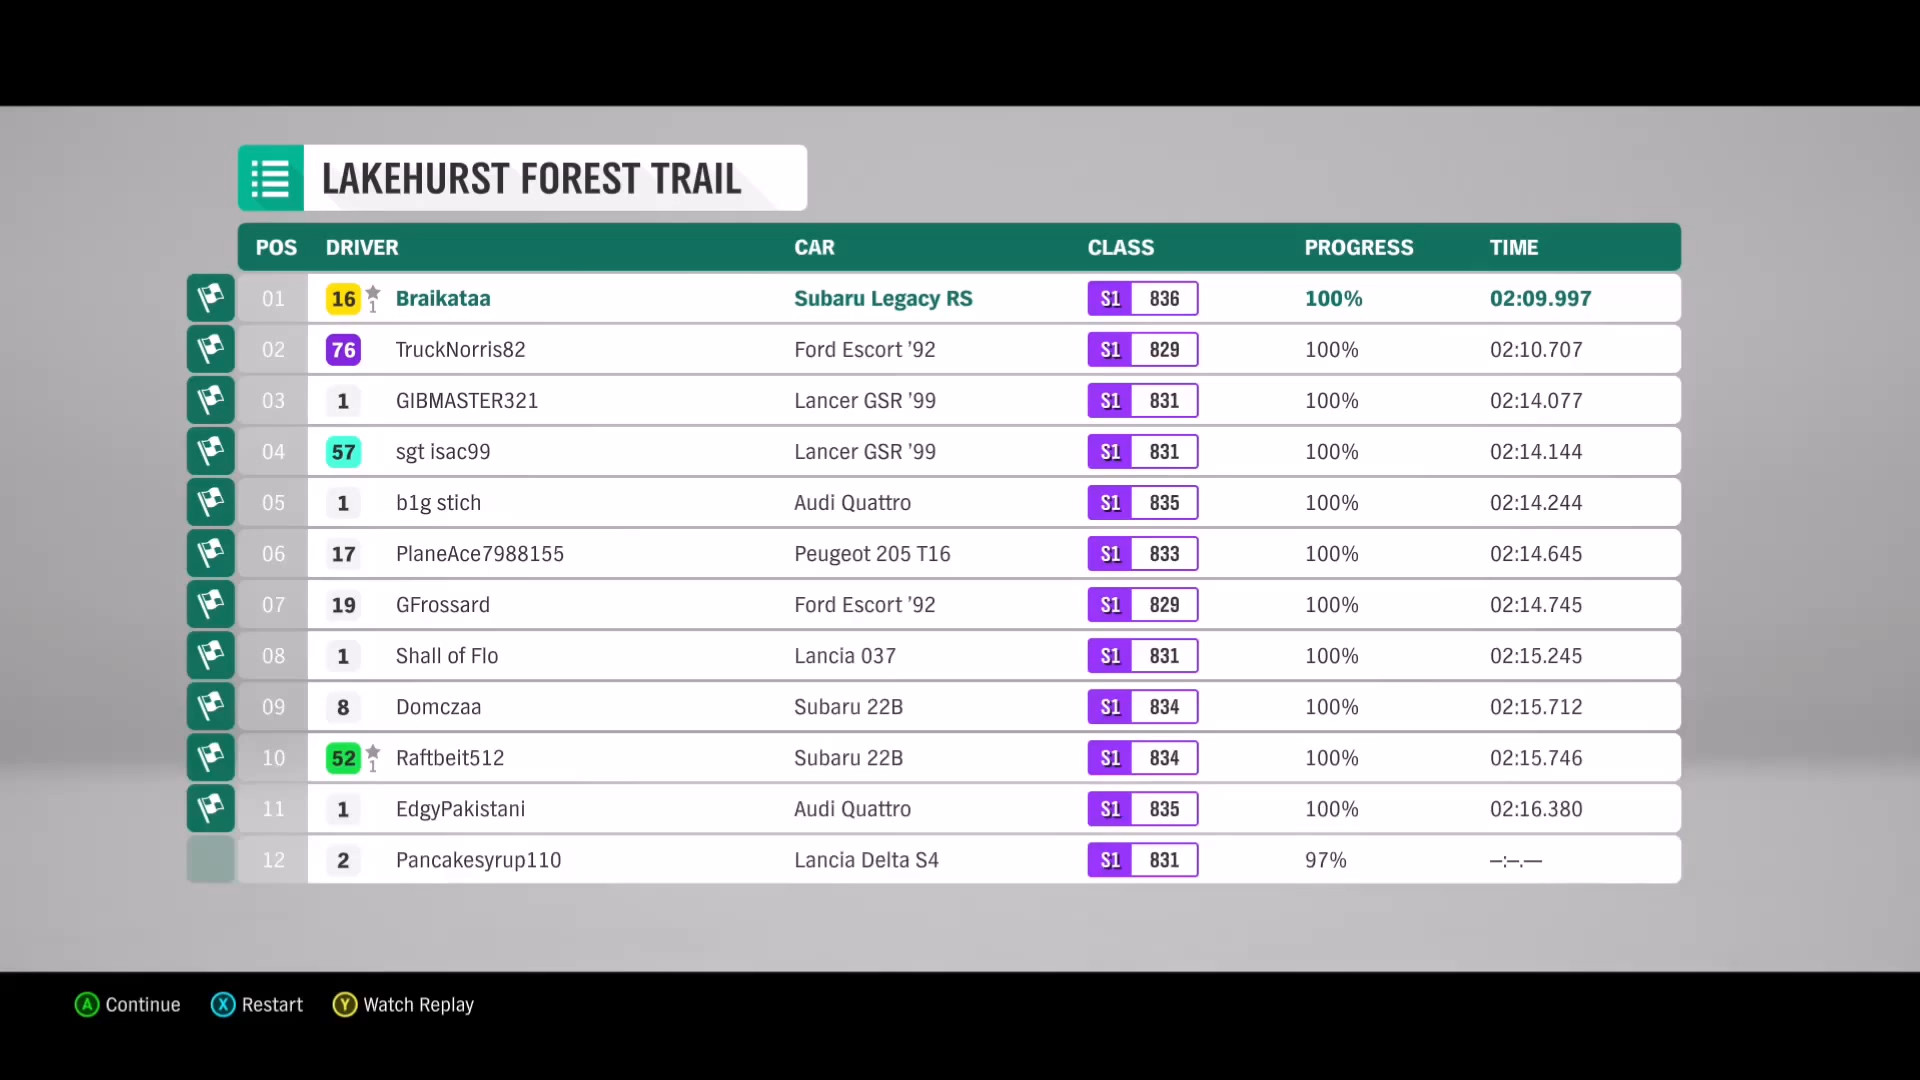 LAKEHURST FOREST TRAIL
POS DRIVER CAR CLASS PROGRESS TIME
01 16 1 Braikataa Subaru Legacy RS S1 836 100% 02:09.997
02 76 TruckNorris82 Ford Escort '92 S1 829 100% 02:10.707
03 1 GIBMASTER321 Lancer GSR '99 S1 831 100% 02:14.077
04 57 sgt isac99 Lancer GSR '99 S1 831 100% 02:14.144
05 1 b1g stich Audi Quattro S1 835 100% 02:14.244
06 17 PlaneAce7988155 Peugeot 205 T16 S1 833 100% 02:14.645
07 19 GFrossard Ford Escort '92 S1 829 100% 02:14.745
08 1 Shall of Flo Lancia 037 S1 831 100% 02:15.245
09 8 Domczaa Subaru 22B S1 834 100% 02:15.712
10 52 1 Raftbeit512 Subaru 22B S1 834 100% 02:15.746
11 1 EdgyPakistani Audi Quattro S1 835 100% 02:16.380
12 2 Pancakesyrup110 Lancia Delta S4 S1 831 97% –:–.—
A Continue X Restart Y Watch Replay